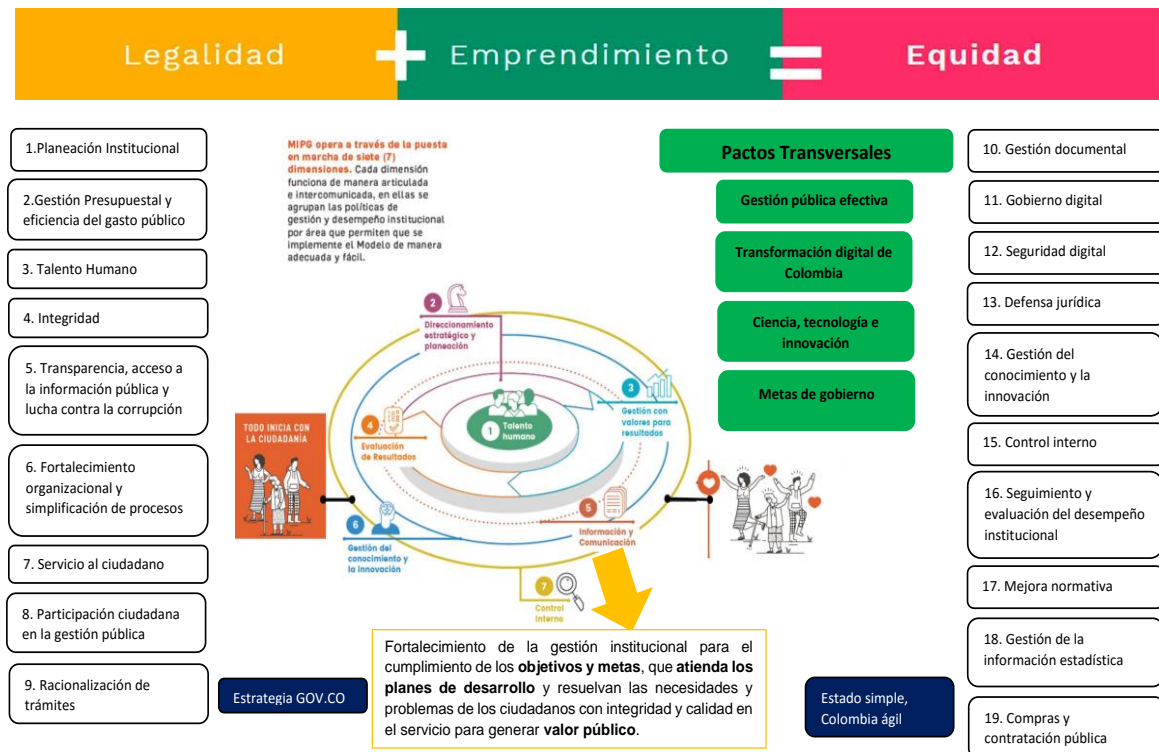 Legalidad + Emprendimiento = Equidad
1.Planeación Institucional
2.Gestión Presupuestal y
eficiencia del gasto público
3. Talento Humano
4. Integridad
5. Transparencia, acceso a
la información pública y
lucha contra la corrupción
6. Fortalecimiento
organizacional y
simplificación de procesos
7. Servicio al ciudadano
8. Participación ciudadana
en la gestión pública
9. Racionalización de
trámites
MIPG opera a través de la puesta
en marcha de siete (7)
dimensiones. Cada dimensión
funciona de manera articulada
e intercomunicada, en ellas se
agrupan las políticas de
gestión y desempeño institucional
por área que permiten que se
implemente el Modelo de manera
adecuada y fácil.
TODO INICIA CON
LA CIUDADANÍA
2
Direccionamiento
estratégico y
planeación
3
Gestión con
valores para
resultados
1
Talento
humano
4
Evaluación
de Resultados
5
Información y
Comunicación
6
Gestión del
conocimiento y
la innovación
7
Control
interno
Pactos Transversales
Gestión pública efectiva
Transformación digital de
Colombia
Ciencia, tecnología e
innovación
Metas de gobierno
Estrategia GOV.CO
Fortalecimiento de la gestión institucional para el
cumplimiento de los objetivos y metas, que atienda los
planes de desarrollo y resuelvan las necesidades y
problemas de los ciudadanos con integridad y calidad en
el servicio para generar valor público.
Estado simple,
Colombia ágil
10. Gestión documental
11. Gobierno digital
12. Seguridad digital
13. Defensa jurídica
14. Gestión del
conocimiento y la
innovación
15. Control interno
16. Seguimiento y
evaluación del desempeño
institucional
17. Mejora normativa
18. Gestión de la
información estadística
19. Compras y
contratación pública